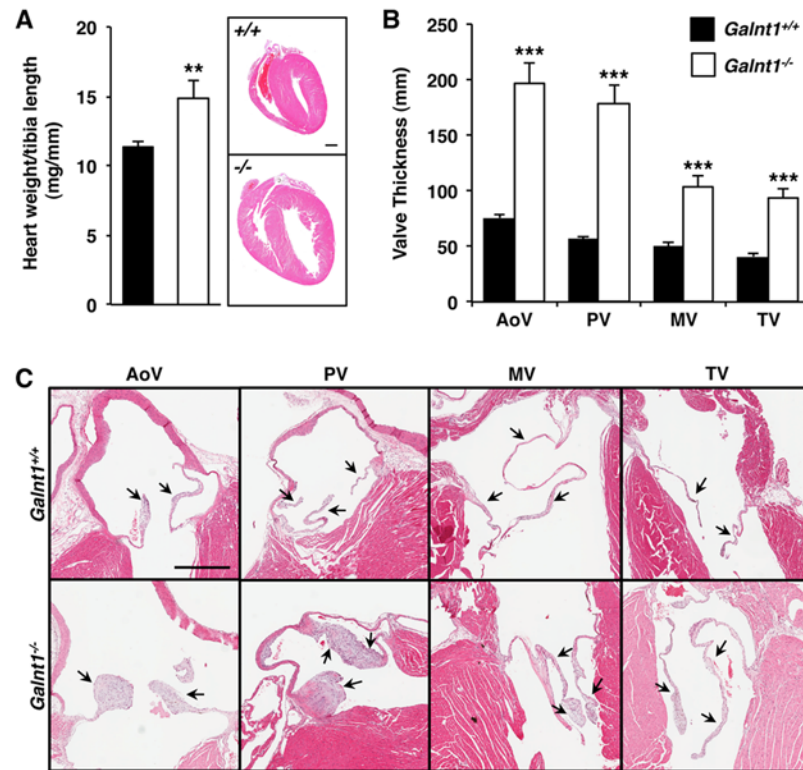 A
20
15
10
5
0
Heart weight/tibia length
(mg/mm)
**
+/+
-/-
B
Galnt1+/+
Galnt1-/-
250
200
150
100
50
0
Valve Thickness (mm)
***
***
***
***
AoV PV MV TV
C
AoV PV MV TV
Galnt1+/+
Galnt1-/-